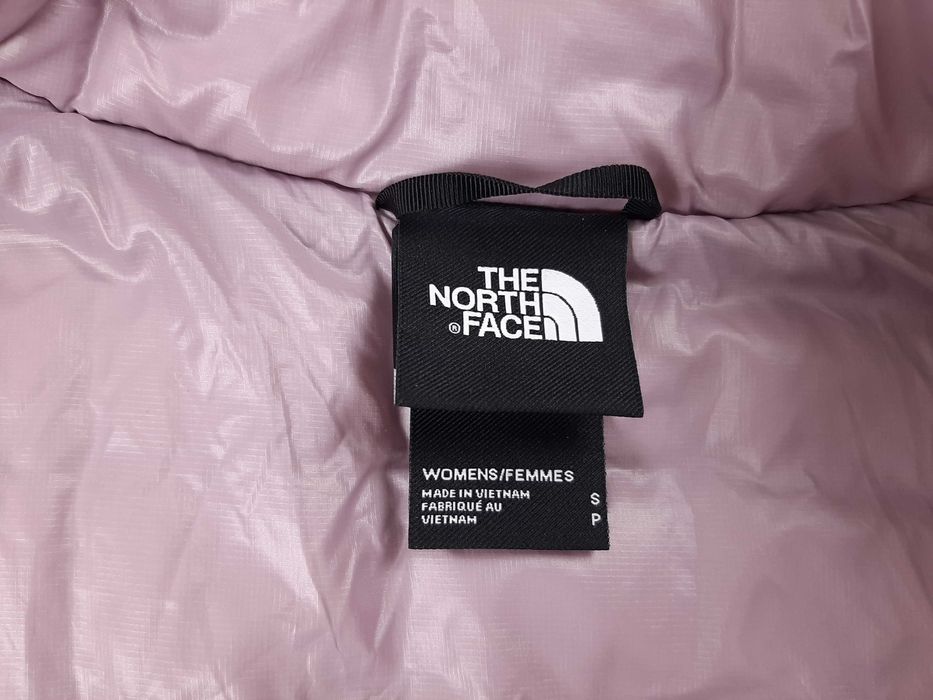 THE
NORTH
® FACE
WOMENS/FEMMES
MADE IN VIETNAM
FABRIQUÉ AU
VIETNAM
S
P